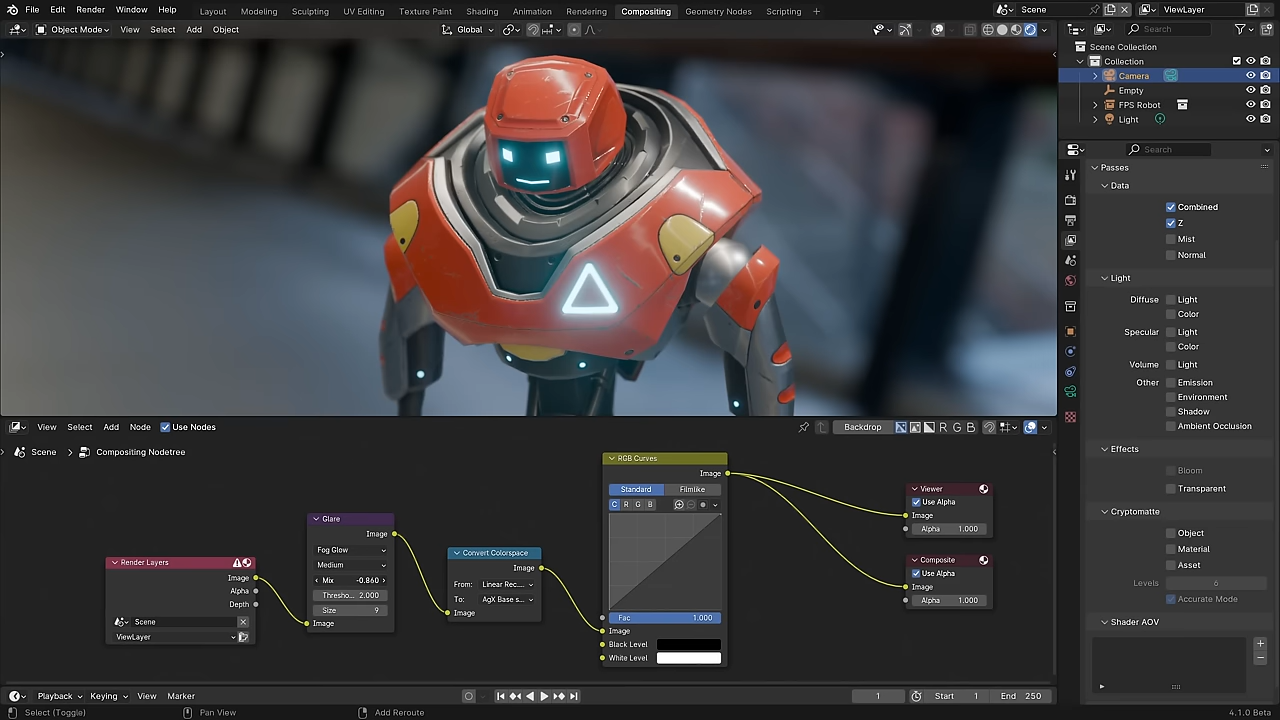 File Edit Render Window Help Layout Modeling Sculpting UV Editing Texture Paint Shading Animation Rendering Compositing Geometry Nodes Scripting + Scene ViewLayer
Object Mode View Select Add Object Global Search
Scene Collection
Collection
Camera
Empty
FPS Robot
Light
Search
Passes
Data
Combined
Z
Mist
Normal
Light
Diffuse Light
Color
Specular Light
Color
Volume Light
Other Emission
Environment
Shadow
Ambient Occlusion
Effects
Bloom
Transparent
Cryptomatte
Object
Material
Asset
Levels 6
Accurate Mode
Shader AOV
View Select Add Node Use Nodes Backdrop R G B
Scene > Compositing Nodetree
Render Layers
Image
Alpha
Depth
Scene
ViewLayer
Glare
Image
Fog Glow
Medium
Mix -0.860
Thresho... 2.000
Size 9
Image
Convert Colorspace
Image
From: Linear Rec....
To: AgX Base s...
Image
RGB Curves
Image
Standard Filmlike
C R G B
Fac 1.000
Image
Black Level
White Level
Viewer
Use Alpha
Image
Alpha 1.000
Composite
Use Alpha
Image
Alpha 1.000
Playback Keying View Marker 1 Start 1 End 250
Select (Toggle) Pan View Add Reroute 4.1.0 Beta